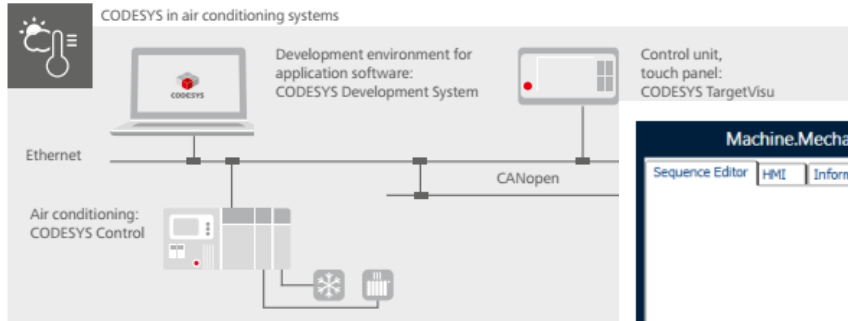 CODESYS in air conditioning systems
Development environment for
application software:
CODESYS Development System
Control unit,
touch panel:
CODESYS TargetVisu
CODESYS
Ethernet
CANopen
Machine.Mecha
Sequence Editor
HMI
Inform
Air conditioning:
CODESYS Control